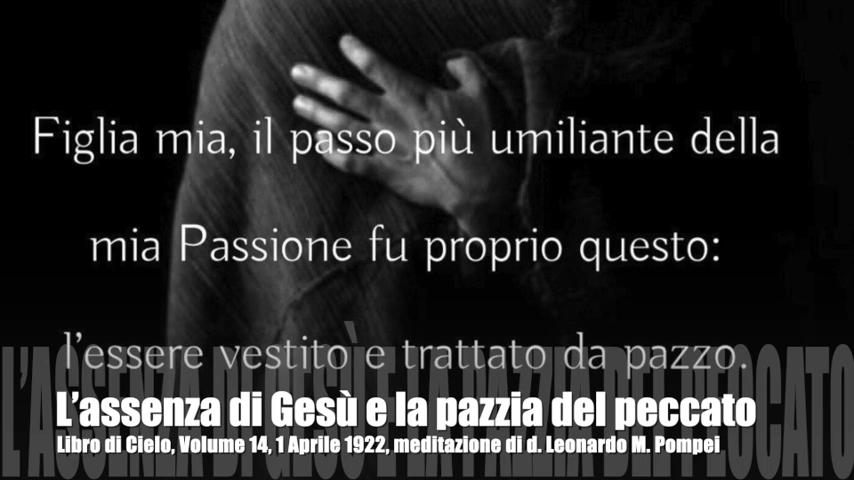 Figlia mia, il passo più umiliante della
mia Passione fu proprio questo:
l'essere vestito e trattato da pazzo.
L'ASSENZA DI GESÙ E LA PAZZIA DEL PECCATO
L'assenza di Gesù e la pazzia del peccato
Libro di Cielo, Volume 14, 1 Aprile 1922, meditazione di d. Leonardo M. Pompei